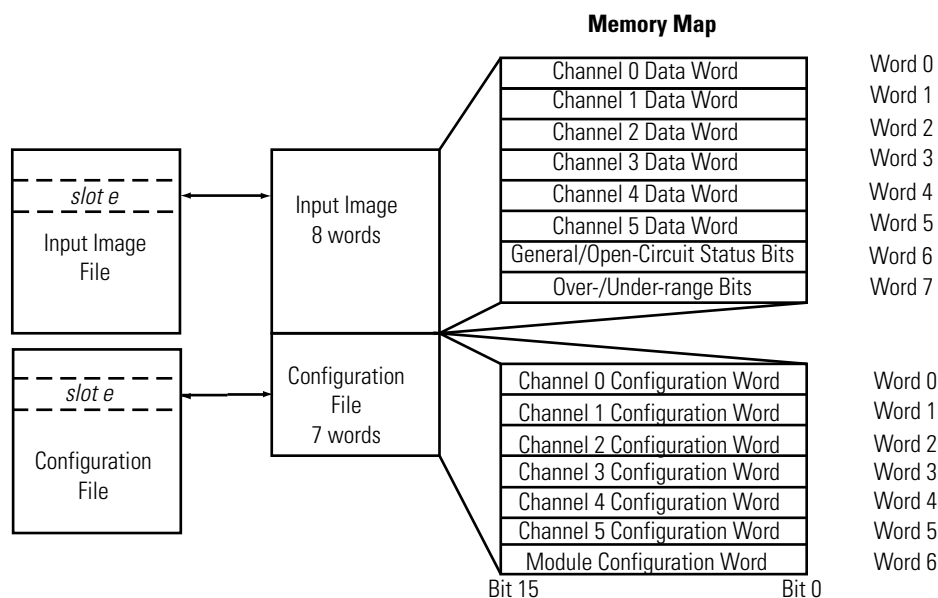 Memory Map
Channel 0 Data Word Word 0
Channel 1 Data Word Word 1
Channel 2 Data Word Word 2
Channel 3 Data Word Word 3
Channel 4 Data Word Word 4
Channel 5 Data Word Word 5
General/Open-Circuit Status Bits Word 6
Over-/Under-range Bits Word 7
slot e
Input Image
File
Input Image
8 words
slot e
Configuration
File
Configuration
File
7 words
Channel 0 Configuration Word Word 0
Channel 1 Configuration Word Word 1
Channel 2 Configuration Word Word 2
Channel 3 Configuration Word Word 3
Channel 4 Configuration Word Word 4
Channel 5 Configuration Word Word 5
Module Configuration Word Word 6
Bit 15 Bit 0